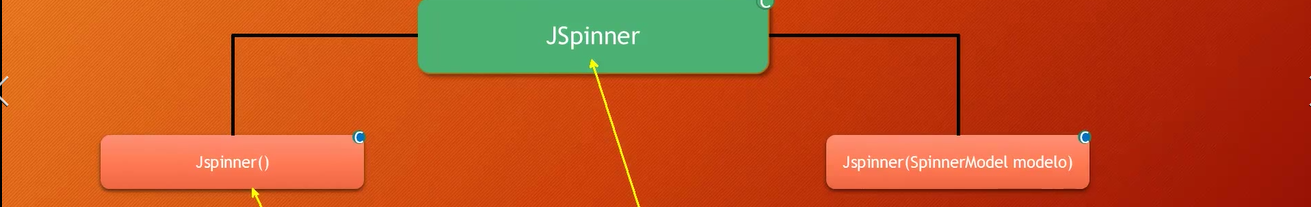 C
JSpinner
C
Jspinner()
C
Jspinner(SpinnerModel modelo)